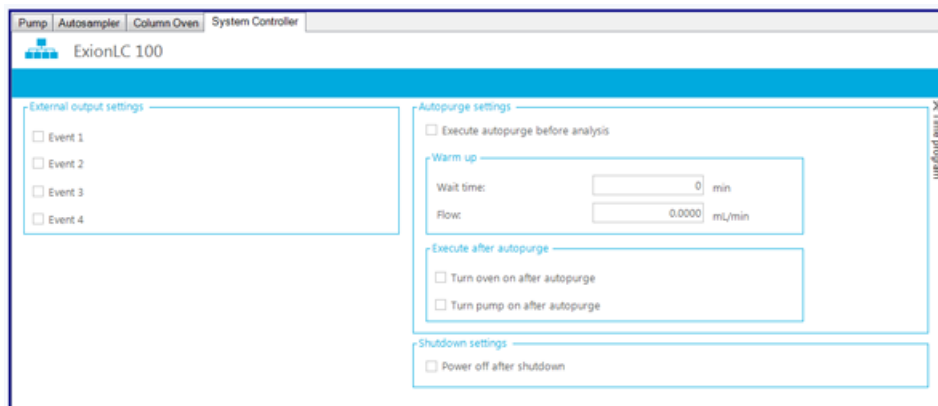 Pump Autosampler Column Oven System Controller
ExionLC 100
External output settings
Event 1
Event 2
Event 3
Event 4
Autopurge settings
Execute autopurge before analysis
Warm up
Wait time: 0 min
Flow: 0.0000 mL/min
Execute after autopurge
Turn oven on after autopurge
Turn pump on after autopurge
Shutdown settings
Power off after shutdown
Time program